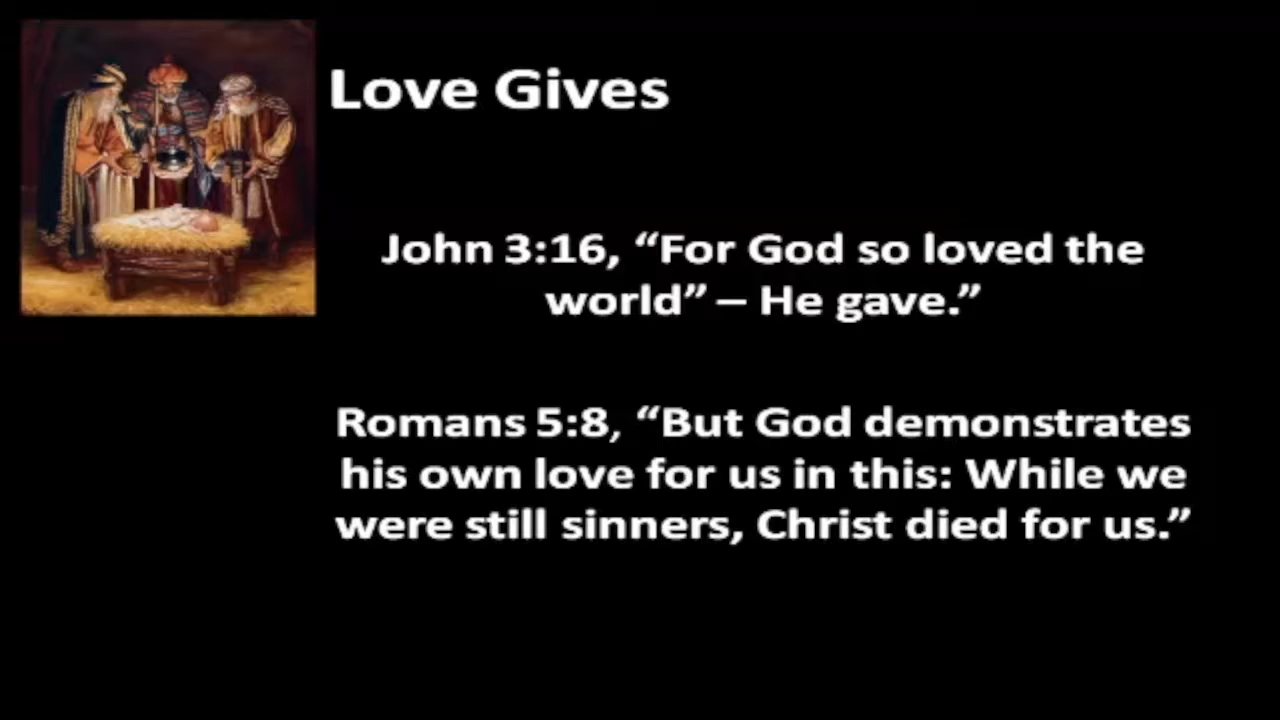 Love Gives
John 3:16, “For God so loved the
world” – He gave.”
Romans 5:8, “But God demonstrates
his own love for us in this: While we
were still sinners, Christ died for us.”